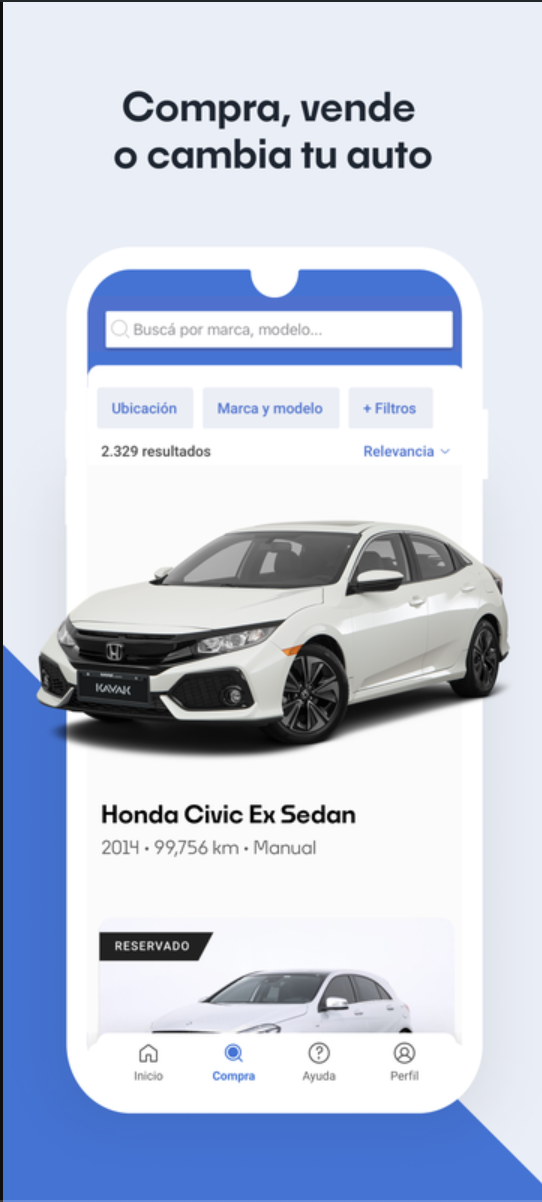 Compra, vende
o cambia tu auto
Buscá por marca, modelo...
Ubicación
Marca y modelo
+ Filtros
2.329 resultados
Relevancia
KAVAK
Honda Civic Ex Sedan
2014 • 99,756 km • Manual
RESERVADO
Inicio
Compra
Ayuda
Perfil